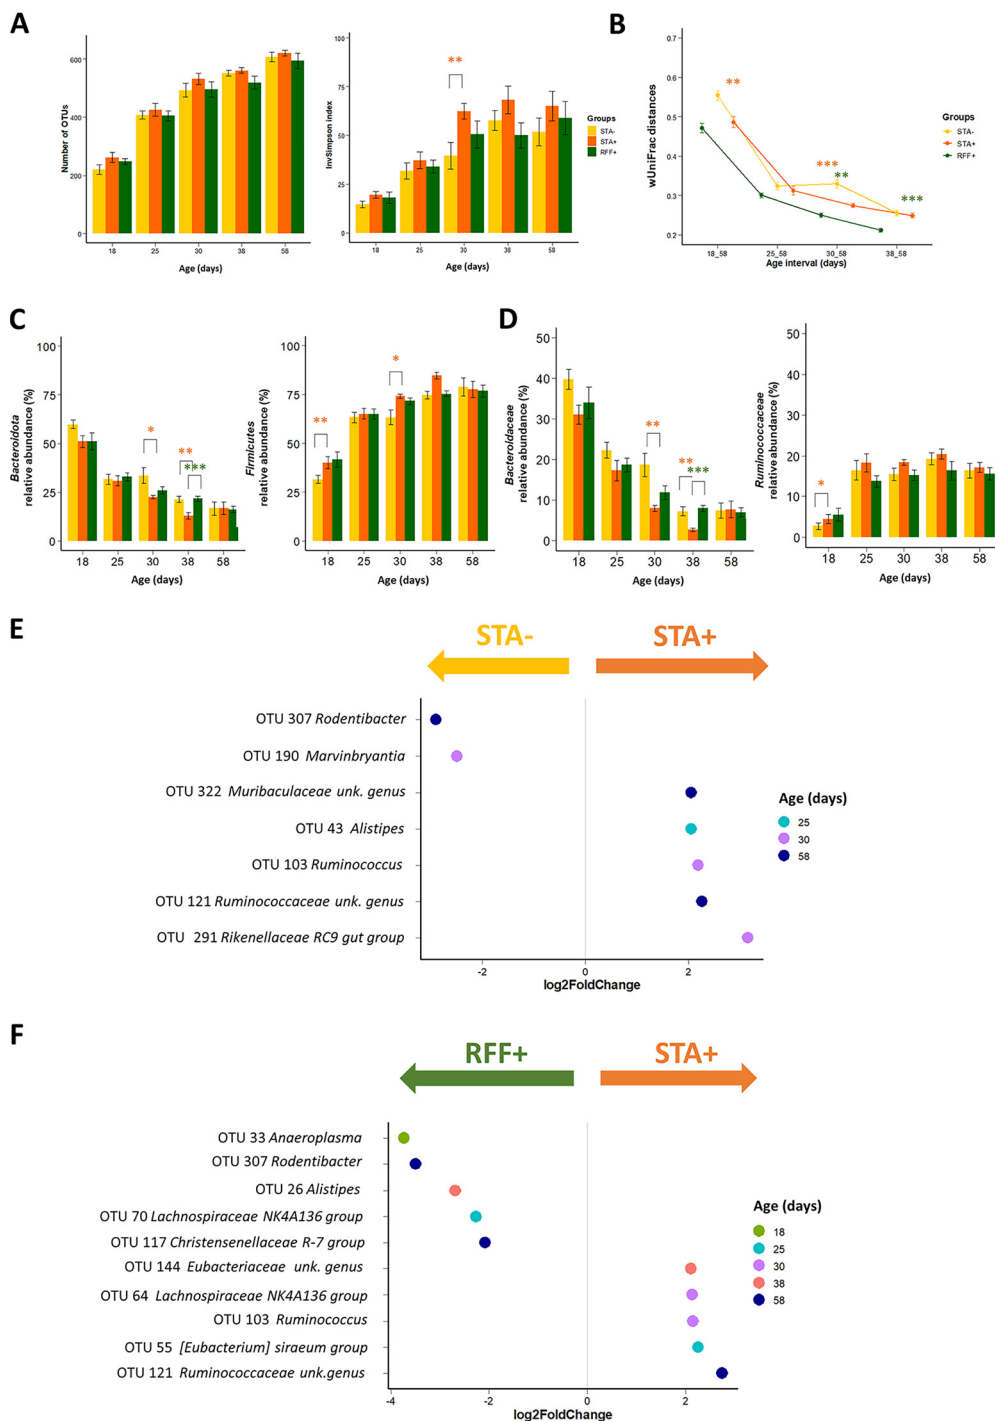 A
Number of OTUs
600
400
200
0
18 25 30 38 58
Age (days)
InvSimpson index
100
75
50
25
0
**
18 25 30 38 58
Age (days)
Groups
STA-
STA+
RFF+
B
wUniFrac distances
0.7
0.6
0.5
0.4
0.3
0.2
**
***
**
***
18_58 25_58 30_58 38_58
Age interval (days)
Groups
STA-
STA+
RFF+
C
Bacteroidota
relative abundance (%)
100
75
50
25
0
*
**
***
18 25 30 38 58
Age (days)
Firmicutes
relative abundance (%)
100
75
50
25
0
**
*
18 25 30 38 58
Age (days)
D
Bacteroidaceae
relative abundance (%)
50
40
30
20
10
0
**
**
***
18 25 30 38 58
Age (days)
Ruminococcaceae
relative abundance (%)
50
40
30
20
10
0
*
18 25 30 38 58
Age (days)
E
STA- STA+
OTU 307 Rodentibacter
OTU 190 Marvinbryantia
OTU 322 Muribaculaceae unk. genus
OTU 43 Alistipes
OTU 103 Ruminococcus
OTU 121 Ruminococcaceae unk. genus
OTU 291 Rikenellaceae RC9 gut group
-2 0 2
log2FoldChange
Age (days)
25
30
58
F
RFF+ STA+
OTU 33 Anaeroplasma
OTU 307 Rodentibacter
OTU 26 Alistipes
OTU 70 Lachnospiraceae NK4A136 group
OTU 117 Christensenellaceae R-7 group
OTU 144 Eubacteriaceae unk. genus
OTU 64 Lachnospiraceae NK4A136 group
OTU 103 Ruminococcus
OTU 55 [Eubacterium] siraeum group
OTU 121 Ruminococcaceae unk.genus
-4 -2 0 2
log2FoldChange
Age (days)
18
25
30
38
58